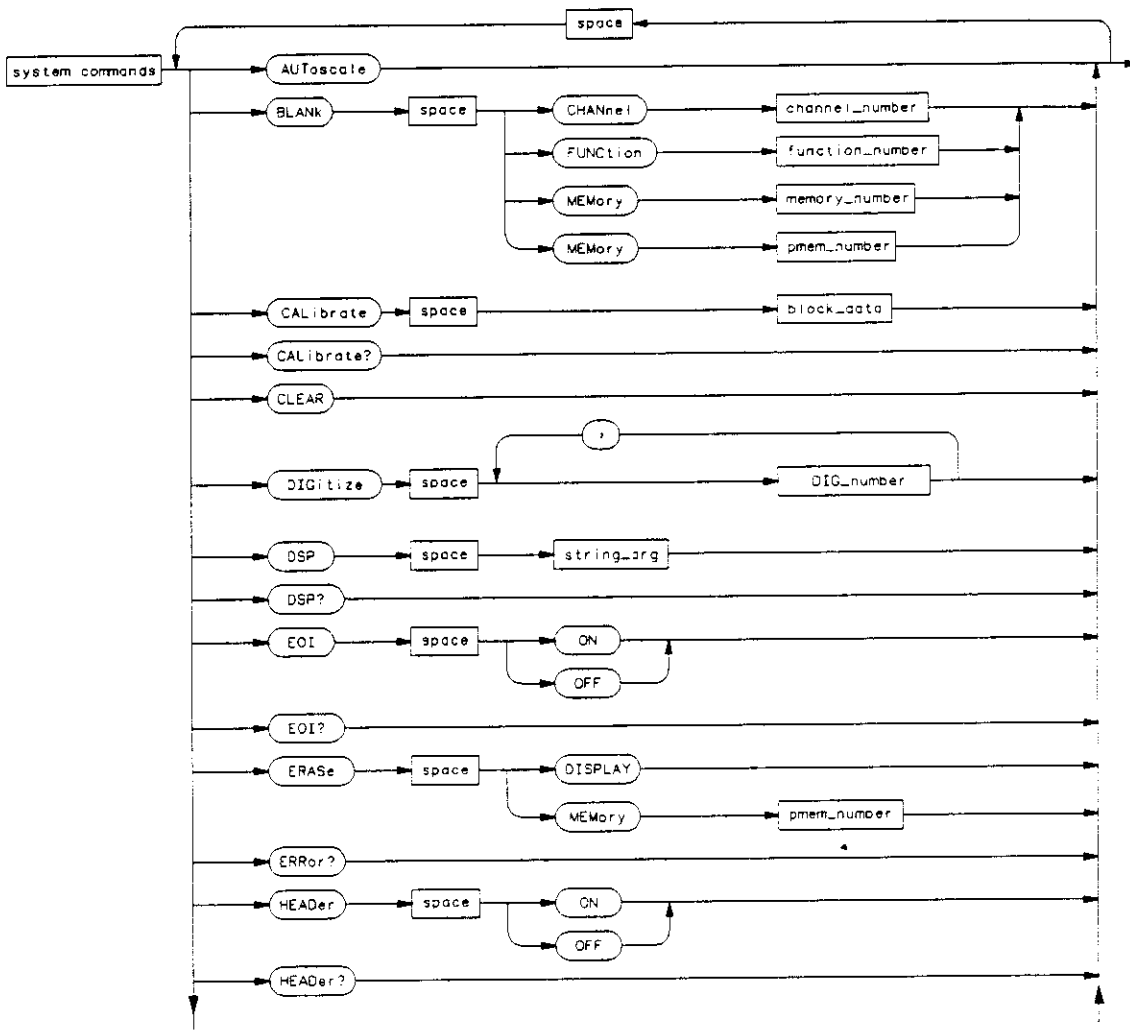 space
system commands AUToscale
BLANk space CHANnel channel_number
FUNCtion function_number
MEMory memory_number
MEMory pmem_number
CALibrate space block_data
CALibrate?
CLEAR
,
DIGitize space DIG_number
DSP space string_arg
DSP?
EOI space ON
OFF
EOI?
ERASe space DISPLAY
MEMory pmem_number
ERRor?
HEADer space ON
OFF
HEADer?